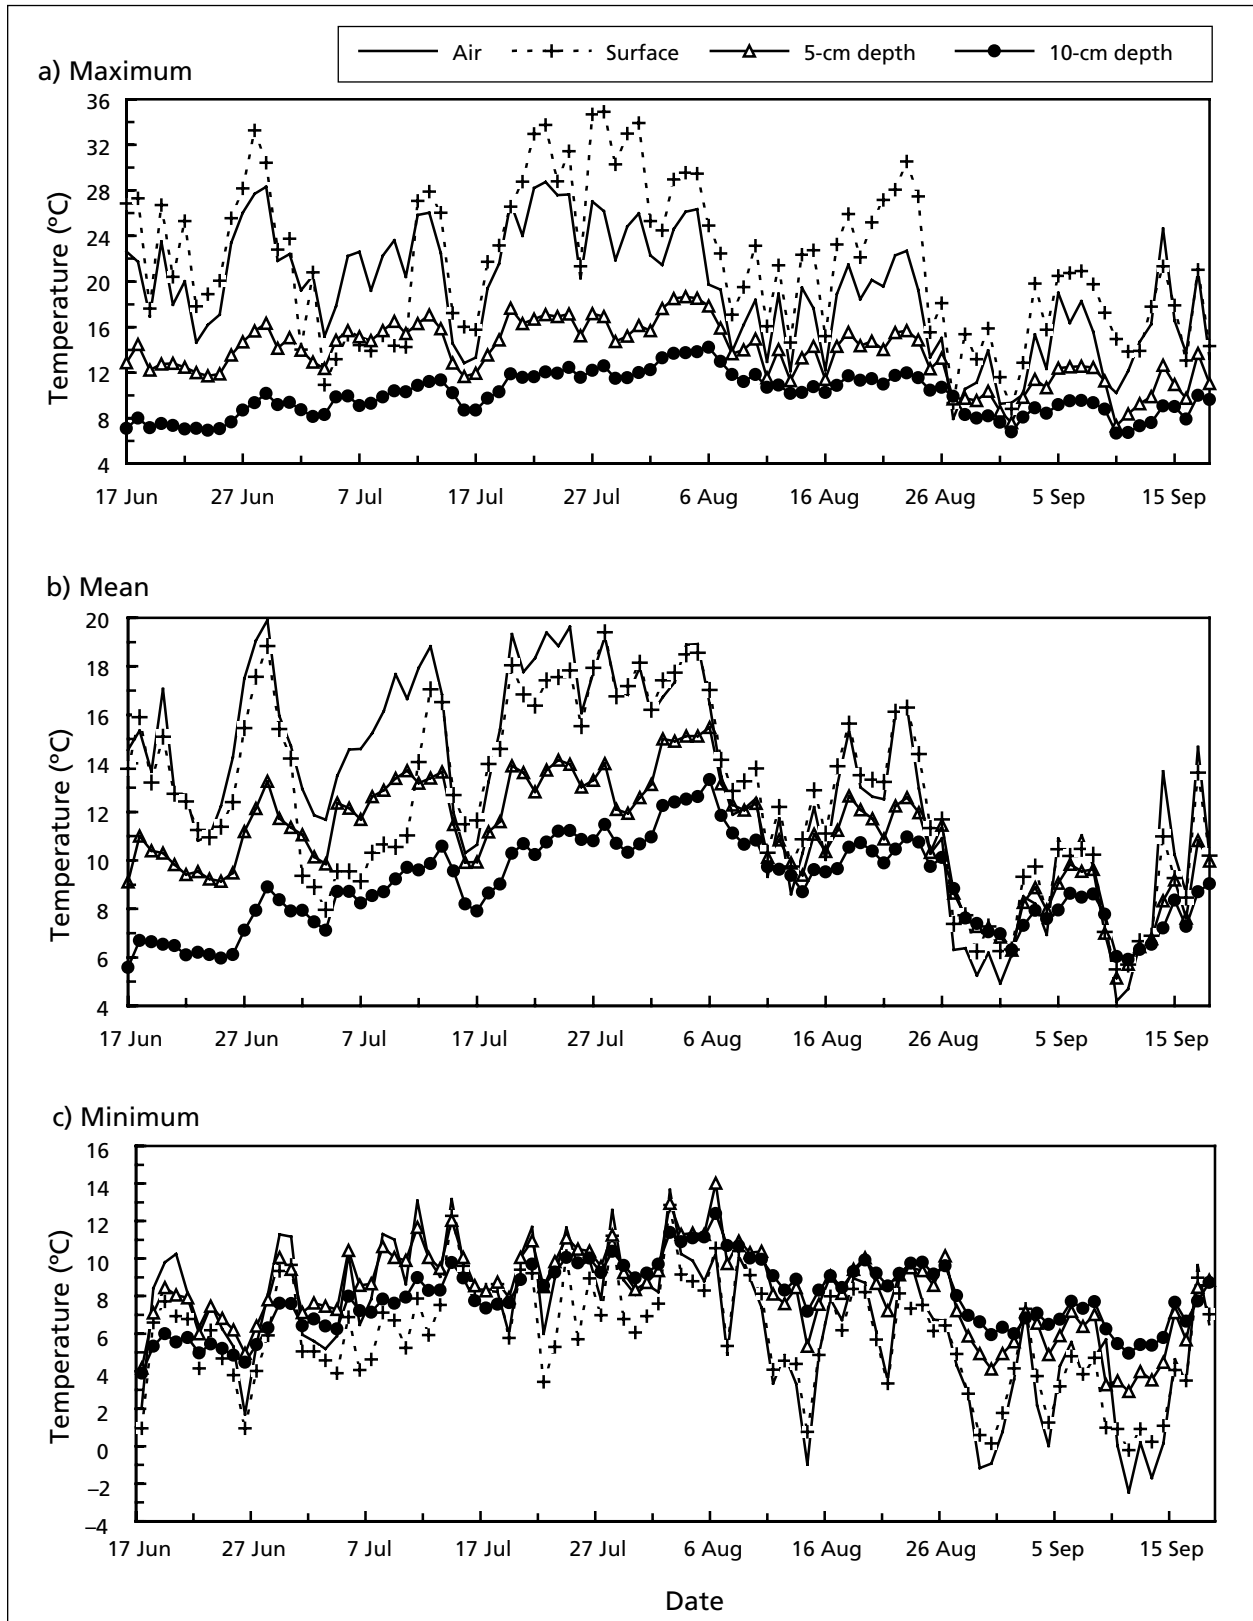 Air Surface 5-cm depth 10-cm depth
a) Maximum
Temperature (°C)
36
32
28
24
20
16
12
8
4
17 Jun 27 Jun 7 Jul 17 Jul 27 Jul 6 Aug 16 Aug 26 Aug 5 Sep 15 Sep
b) Mean
Temperature (°C)
20
18
16
14
12
10
8
6
4
17 Jun 27 Jun 7 Jul 17 Jul 27 Jul 6 Aug 16 Aug 26 Aug 5 Sep 15 Sep
c) Minimum
Temperature (°C)
16
14
12
10
8
6
4
2
0
–2
–4
17 Jun 27 Jun 7 Jul 17 Jul 27 Jul 6 Aug 16 Aug 26 Aug 5 Sep 15 Sep
Date